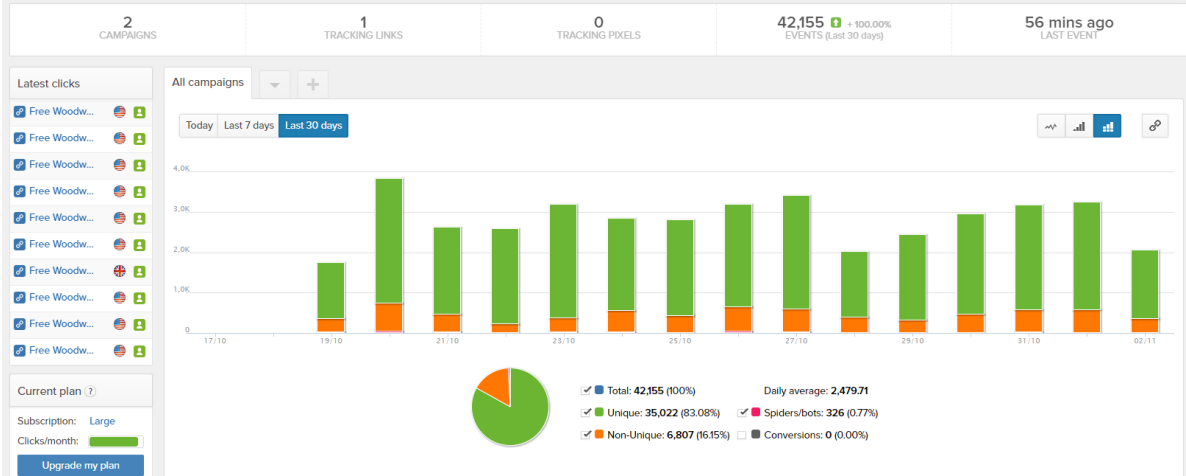 2
CAMPAIGNS
1
TRACKING LINKS
0
TRACKING PIXELS
42,155 + 100.00%
EVENTS (Last 30 days)
56 mins ago
LAST EVENT
Latest clicks
Free Woodw...
Free Woodw...
Free Woodw...
Free Woodw...
Free Woodw...
Free Woodw...
Free Woodw...
Free Woodw...
Free Woodw...
Free Woodw...
Current plan ?
Subscription: Large
Clicks/month:
Upgrade my plan
All campaigns
Today Last 7 days Last 30 days
4,0K
3,0K
2,0K
1,0K
0
17/10 19/10 21/10 23/10 25/10 27/10 29/10 31/10 02/11
Total: 42,155 (100%) Daily average: 2,479.71
Unique: 35,022 (83.08%) Spiders/bots: 326 (0.77%)
Non-Unique: 6,807 (16.15%) Conversions: 0 (0.00%)